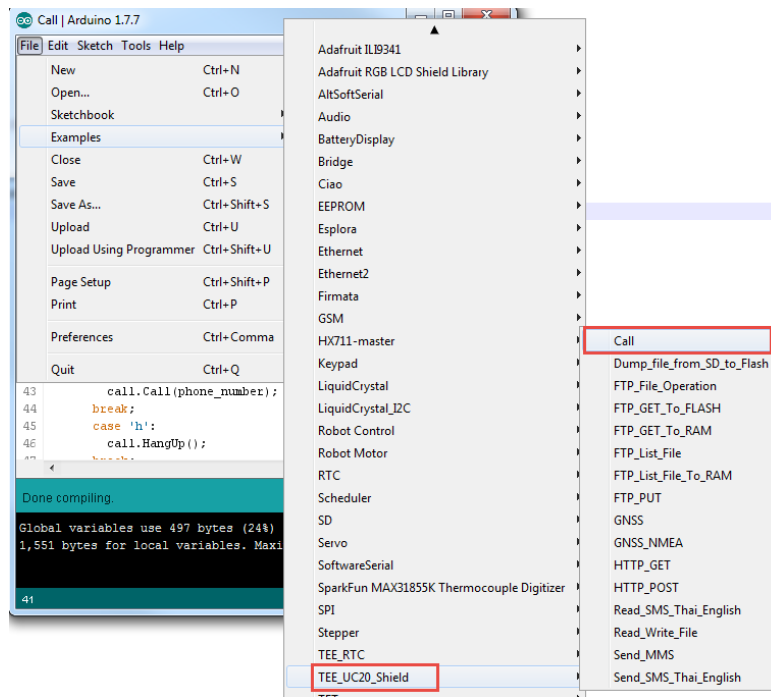 Call | Arduino 1.7.7
File Edit Sketch Tools Help
New Ctrl+N
Open... Ctrl+O
Sketchbook
Examples
Close Ctrl+W
Save Ctrl+S
Save As... Ctrl+Shift+S
Upload Ctrl+U
Upload Using Programmer Ctrl+Shift+U
Page Setup Ctrl+Shift+P
Print Ctrl+P
Preferences Ctrl+Comma
Quit Ctrl+Q
43 call.Call(phone_number);
44 break;
45 case 'h':
46 call.HangUp();
Done compiling.
Global variables use 497 bytes (24%)
1,551 bytes for local variables. Maxi
41
Adafruit ILI9341
Adafruit RGB LCD Shield Library
AltSoftSerial
Audio
BatteryDisplay
Bridge
Ciao
EEPROM
Esplora
Ethernet
Ethernet2
Firmata
GSM
HX711-master
Keypad
LiquidCrystal
LiquidCrystal_I2C
Robot Control
Robot Motor
RTC
Scheduler
SD
Servo
SoftwareSerial
SparkFun MAX31855K Thermocouple Digitizer
SPI
Stepper
TEE_RTC
TEE_UC20_Shield
Call
Dump_file_from_SD_to_Flash
FTP_File_Operation
FTP_GET_To_FLASH
FTP_GET_To_RAM
FTP_List_File
FTP_List_File_To_RAM
FTP_PUT
GNSS
GNSS_NMEA
HTTP_GET
HTTP_POST
Read_SMS_Thai_English
Read_Write_File
Send_MMS
Send_SMS_Thai_English